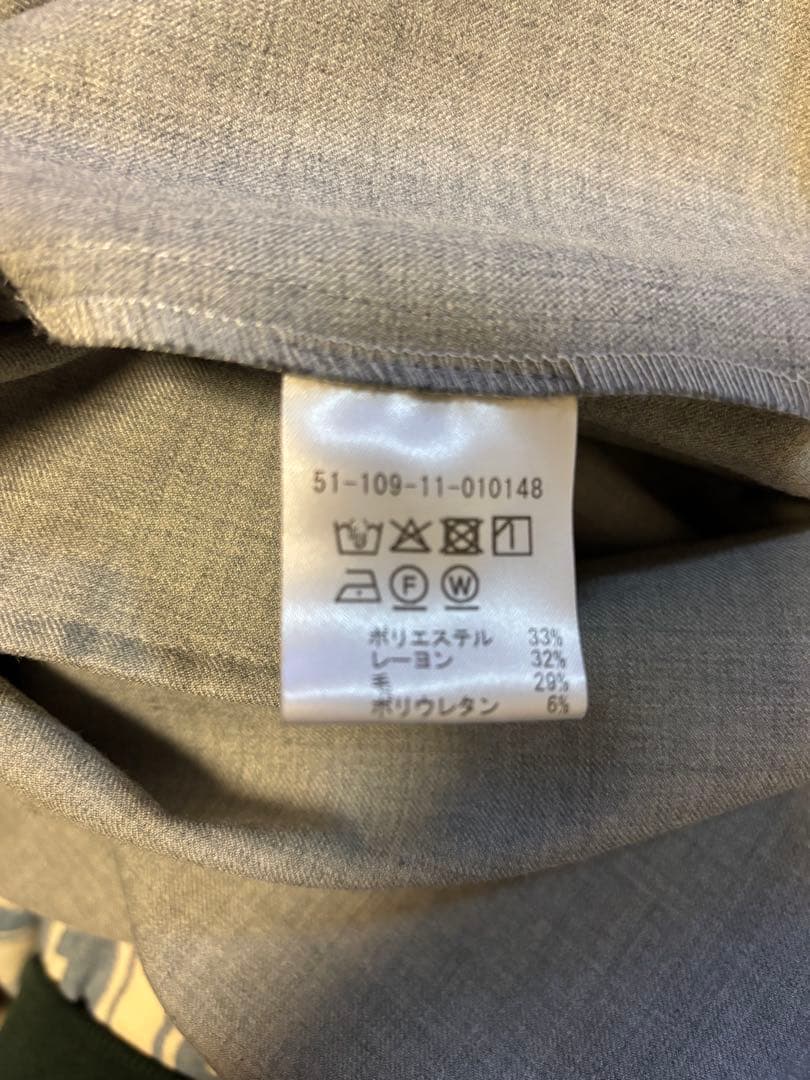 51-109-11-010148
F W
ポリエステル 33%
レーヨン 32%
毛 29%
ポリウレタン 6%